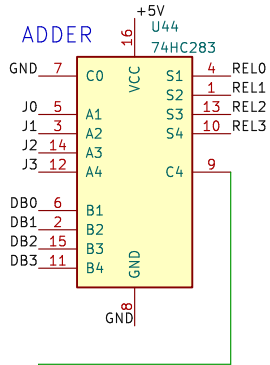 +5V
ADDER
U44
74HC283
16
VCC
GND 7 C0 S1 4 REL0
S2 1 REL1
J0 5 A1 S3 13 REL2
J1 3 A2 S4 10 REL3
J2 14 A3
J3 12 A4 C4 9
DB0 6 B1
DB1 2 B2
DB2 15 B3
DB3 11 B4
GND
8
GND